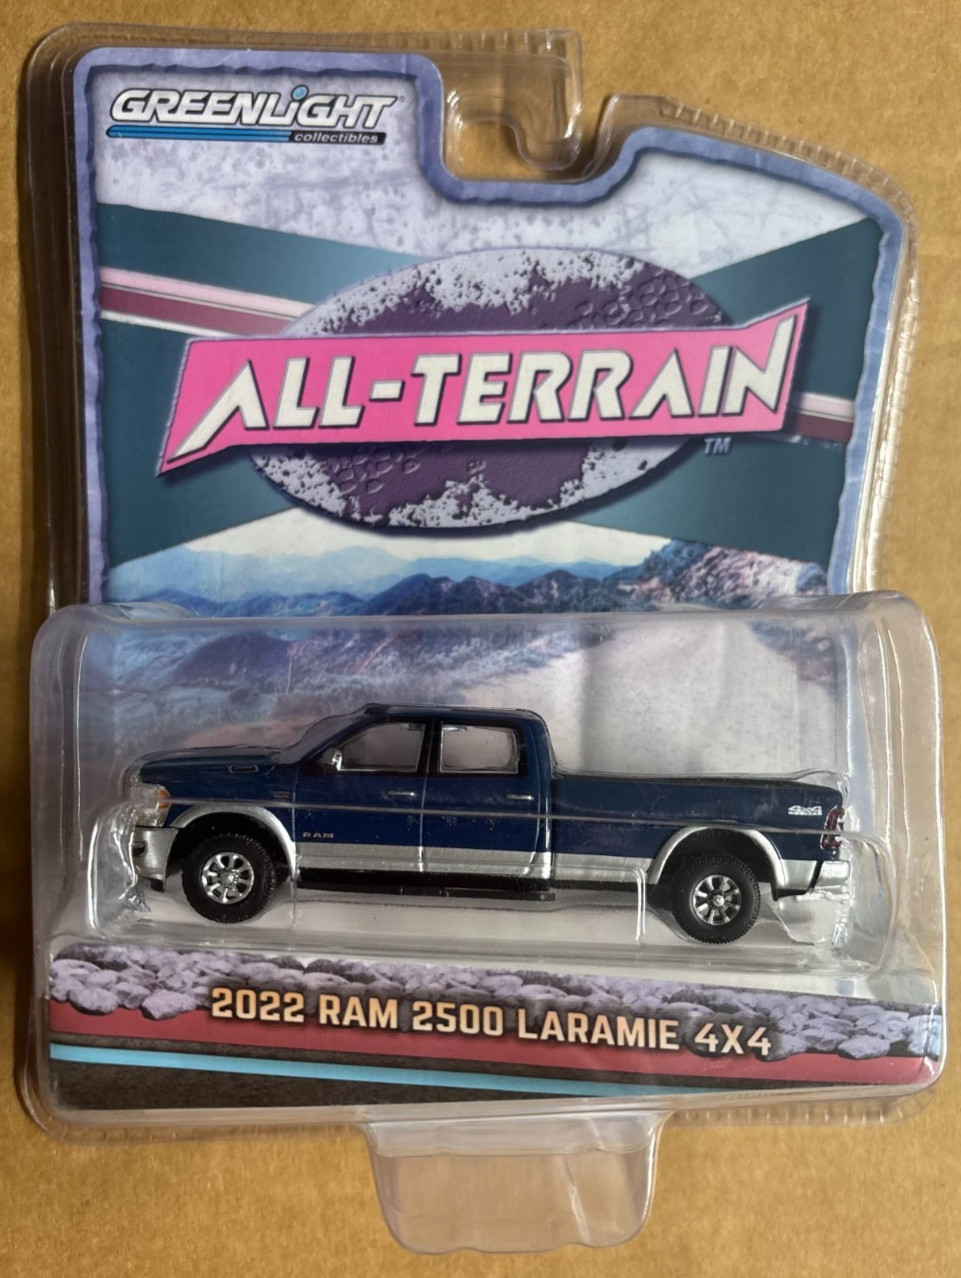 GREENLiGHT
collectibles
ALL-TERRAIN
TM
RAM
4X4
2022 RAM 2500 LARAMIE 4X4